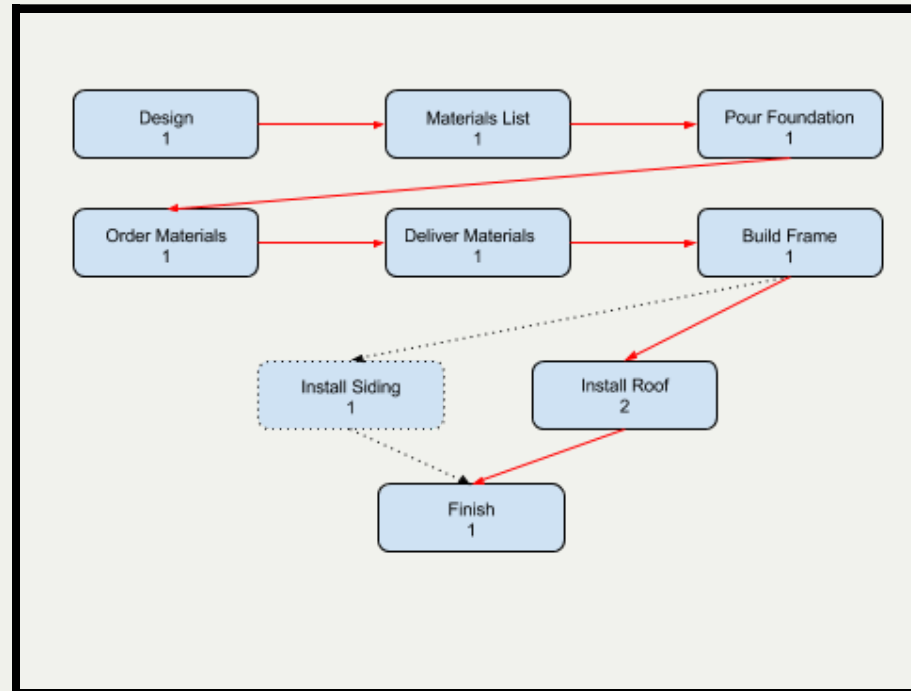 Design
1
Materials List
1
Pour Foundation
1
Order Materials
1
Deliver Materials
1
Build Frame
1
Install Siding
1
Install Roof
2
Finish
1